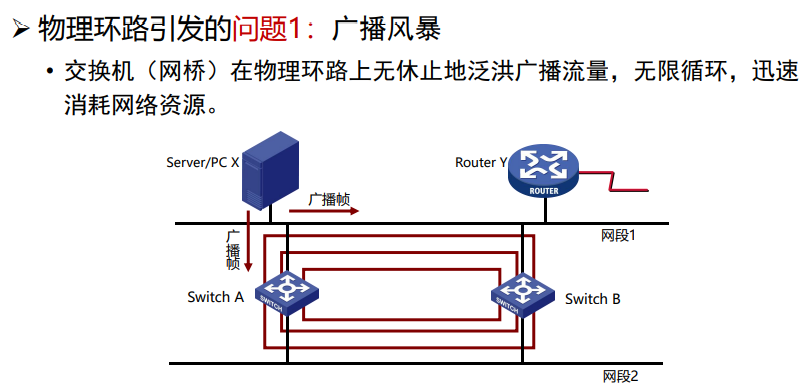 ➢ 物理环路引发的问题1：广播风暴
• 交换机（网桥）在物理环路上无休止地泛洪广播流量，无限循环，迅速
消耗网络资源。
Server/PC X
Router Y
ROUTER
广播帧
网段1
广播帧
Switch A
SWITCH
SWITCH
Switch B
网段2